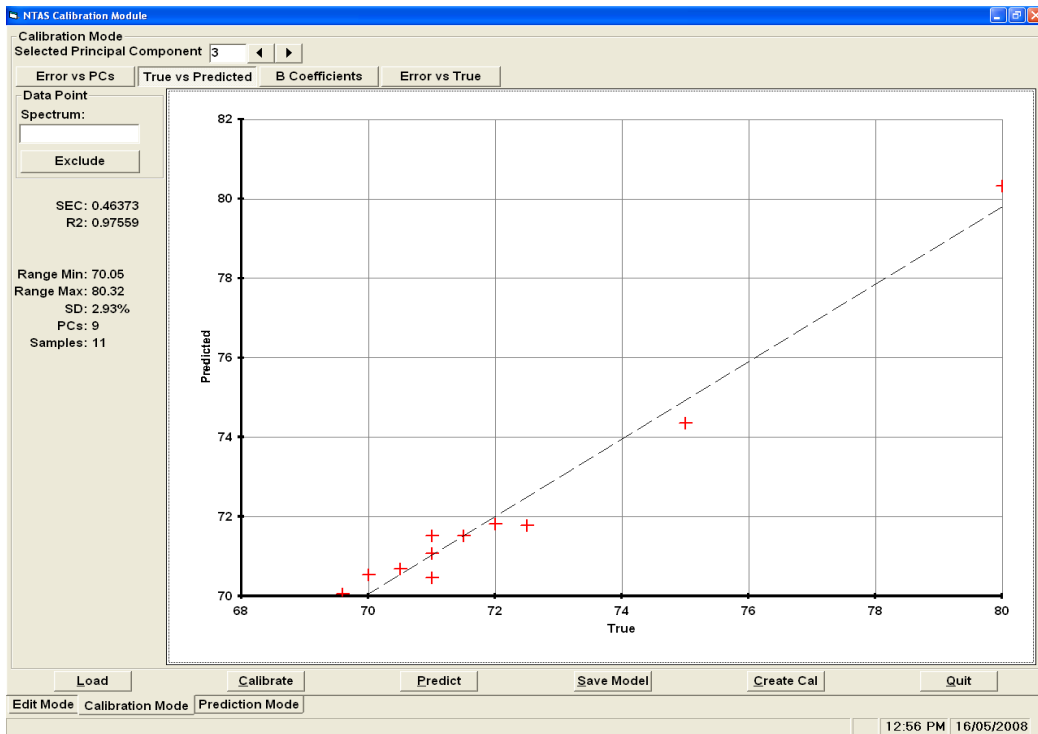 NTAS Calibration Module
Calibration Mode
Selected Principal Component 3
Error vs PCs True vs Predicted B Coefficients Error vs True
Data Point
Spectrum:
Exclude
SEC: 0.46373
R2: 0.97559
Range Min: 70.05
Range Max: 80.32
SD: 2.93%
PCs: 9
Samples: 11
82
80
78
76
74
72
70
Predicted
68 70 72 74 76 78 80
True
Load Calibrate Predict Save Model Create Cal Quit
Edit Mode Calibration Mode Prediction Mode
12:56 PM 16/05/2008